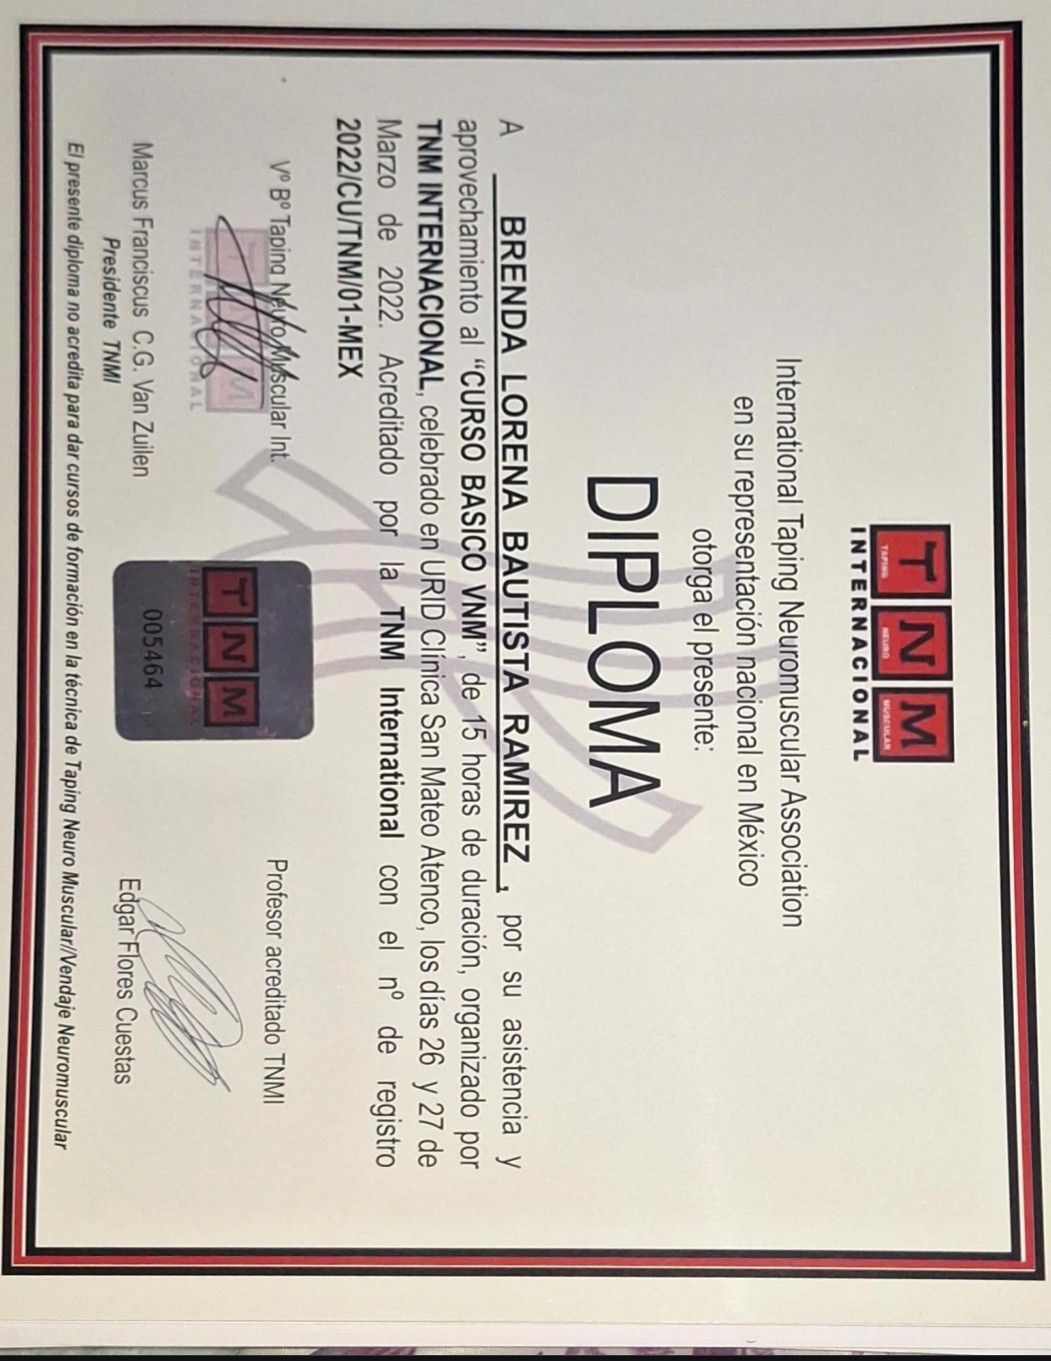 TNM
TAPING NEURO MUSCULAR
INTERNACIONAL
International Taping Neuromuscular Association
en su representación nacional en México
otorga el presente:
DIPLOMA
A BRENDA LORENA BAUTISTA RAMIREZ, por su asistencia y
aprovechamiento al “CURSO BASICO VNM”, de 15 horas de duración, organizado por
TNM INTERNACIONAL, celebrado en URID Clínica San Mateo Atenco, los días 26 y 27 de
Marzo de 2022. Acreditado por la TNM International con el nº de registro
2022/CU/TNM/01-MEX
Vº Bº Taping Neuro Muscular Int.
Profesor acreditado TNMI
INTERNACIONAL
TNM
INTERNACIONAL
005464
Marcus Franciscus C.G. Van Zuilen
Presidente TNMI
Edgar Flores Cuestas
El presente diploma no acredita para dar cursos de formación en la técnica de Taping Neuro Muscular/Vendaje Neuromuscular